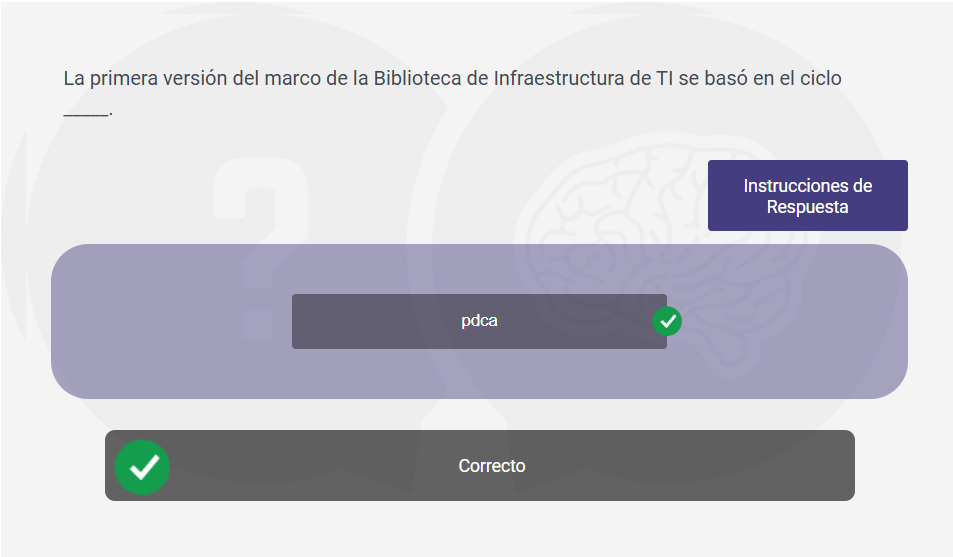 La primera versión del marco de la Biblioteca de Infraestructura de TI se basó en el ciclo
_____.
Instrucciones de
Respuesta
pdca
Correcto